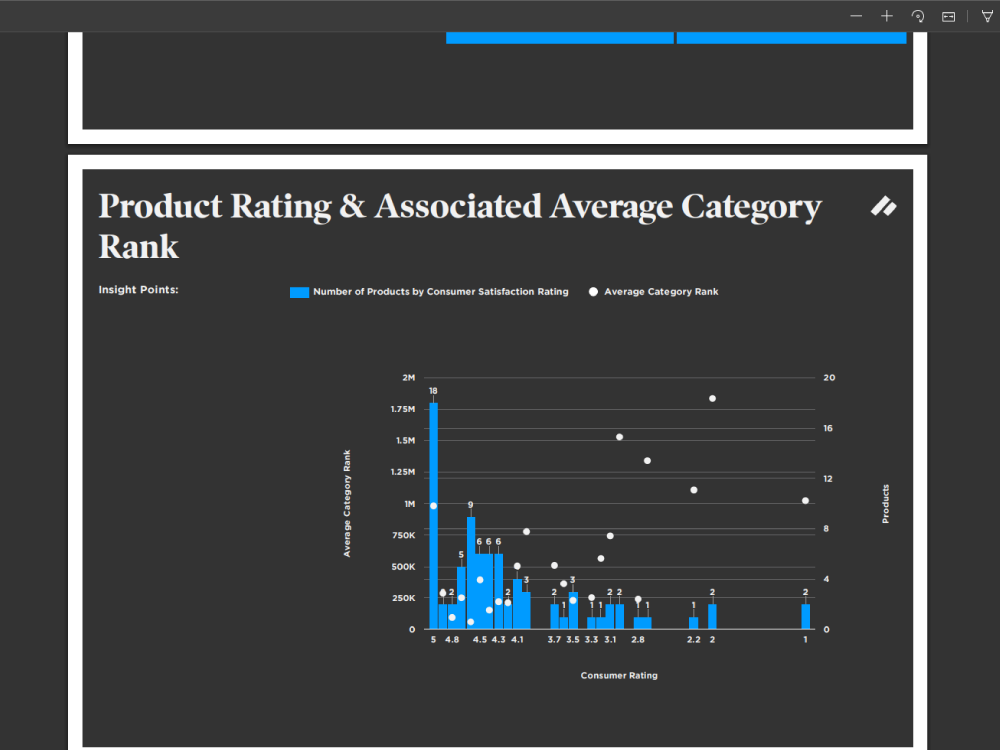 Product Rating & Associated Average Category
Rank
Insight Points:
Number of Products by Consumer Satisfaction Rating
Average Category Rank
2M
1.75M
1.5M
1.25M
1M
750K
500K
250K
0
Average Category Rank
18
2
5
9
6
6
6
2
3
2
1
3
1
1
2
2
1
1
1
2
2
20
16
12
8
4
0
Products
5
4.8
4.5
4.3
4.1
3.7
3.5
3.3
3.1
2.8
2.2
2
1
Consumer Rating